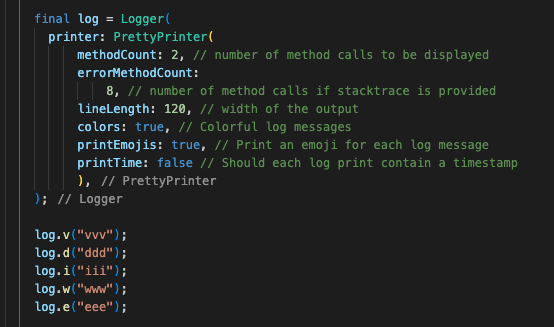 final log = Logger(
printer: PrettyPrinter(
methodCount: 2, // number of method calls to be displayed
errorMethodCount:
8, // number of method calls if stacktrace is provided
lineLength: 120, // width of the output
colors: true, // Colorful log messages
printEmojis: true, // Print an emoji for each log message
printTime: false // Should each log print contain a timestamp
), // PrettyPrinter
); // Logger
log.v("vvv");
log.d("ddd");
log.i("iii");
log.w("www");
log.e("eee");